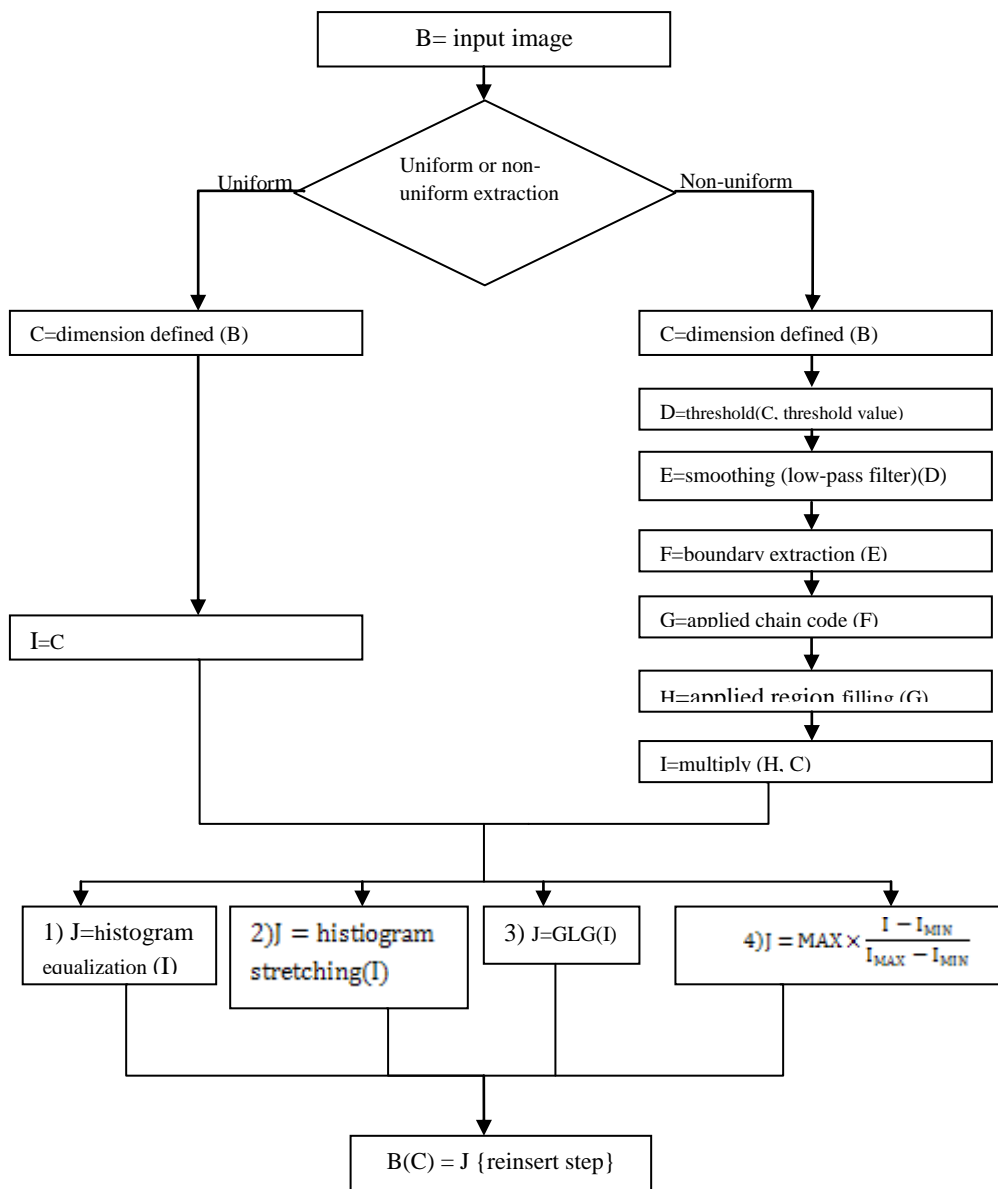 B= input image
Uniform or non-
uniform extraction
Uniform
Non-uniform
C=dimension defined (B)
C=dimension defined (B)
D=threshold(C, threshold value)
E=smoothing (low-pass filter)(D)
F=boundary extraction (E)
G=applied chain code (F)
I=C
H=applied region filling (G)
I=multiply (H, C)
1) J=histogram
equalization (I)
2)J = histiogram
stretching(I)
3) J=GLG(I)
4)J = MAX × (I − I_MIN)/(I_MAX − I_MIN)
B(C) = J {reinsert step}